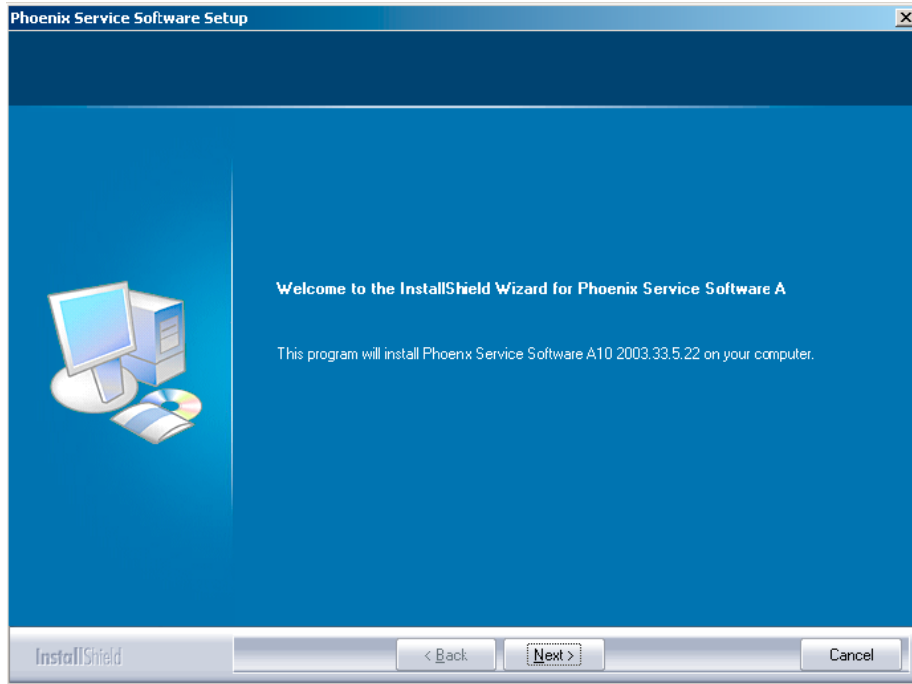 Phoenix Service Software Setup
Welcome to the InstallShield Wizard for Phoenix Service Software A
This program will install Phoenx Service Software A10 2003.33.5.22 on your computer.
InstallShield
< Back
Next >
Cancel